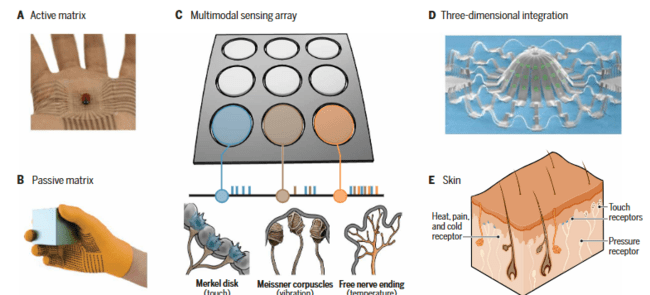 A Active matrix
C Multimodal sensing array
D Three-dimensional integration
B Passive matrix
E Skin
Heat, pain,
and cold
receptor
Touch
receptors
Pressure
receptor
Merkel disk
(touch)
Meissner corpuscles
(vibration)
Free nerve ending
(temperature)